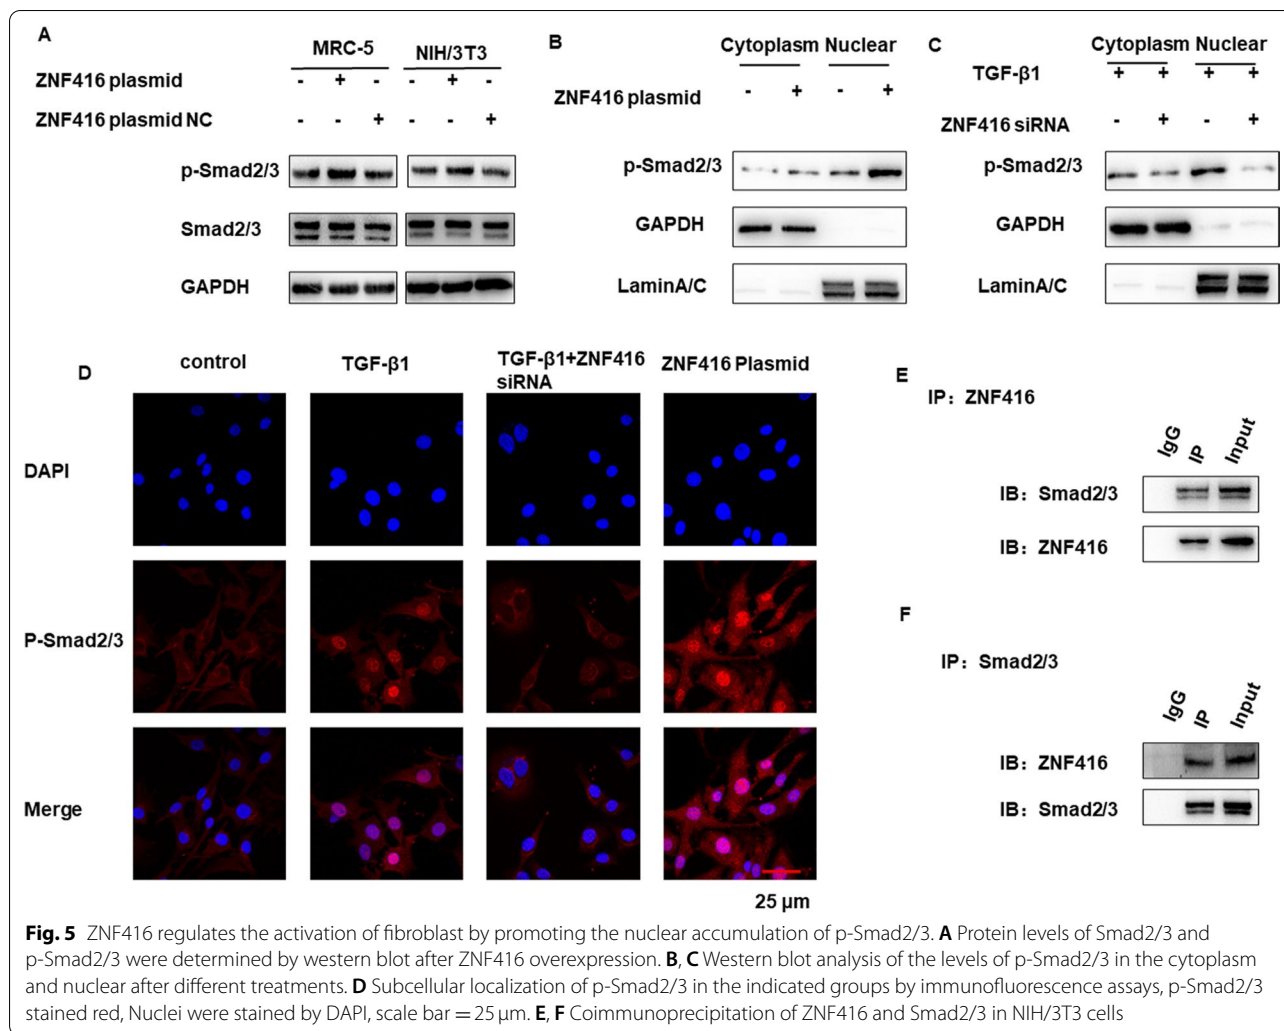 A
MRC-5
NIH/3T3
ZNF416 plasmid
- + - - + -
ZNF416 plasmid NC
- - + - - +
p-Smad2/3
Smad2/3
GAPDH
B
Cytoplasm Nuclear
ZNF416 plasmid
- + - +
p-Smad2/3
GAPDH
LaminA/C
C
Cytoplasm Nuclear
TGF-β1
+ + + +
ZNF416 siRNA
- + - +
p-Smad2/3
GAPDH
LaminA/C
D
control
TGF-β1
TGF-β1+ZNF416
siRNA
ZNF416 Plasmid
DAPI
P-Smad2/3
Merge
25 μm
E
IP: ZNF416
IgG
IP
Input
IB: Smad2/3
IB: ZNF416
F
IP: Smad2/3
IgG
IP
Input
IB: ZNF416
IB: Smad2/3
Fig. 5 ZNF416 regulates the activation of fibroblast by promoting the nuclear accumulation of p-Smad2/3. A Protein levels of Smad2/3 and
p-Smad2/3 were determined by western blot after ZNF416 overexpression. B, C Western blot analysis of the levels of p-Smad2/3 in the cytoplasm
and nuclear after different treatments. D Subcellular localization of p-Smad2/3 in the indicated groups by immunofluorescence assays, p-Smad2/3
stained red, Nuclei were stained by DAPI, scale bar = 25 μm. E, F Coimmunoprecipitation of ZNF416 and Smad2/3 in NIH/3T3 cells